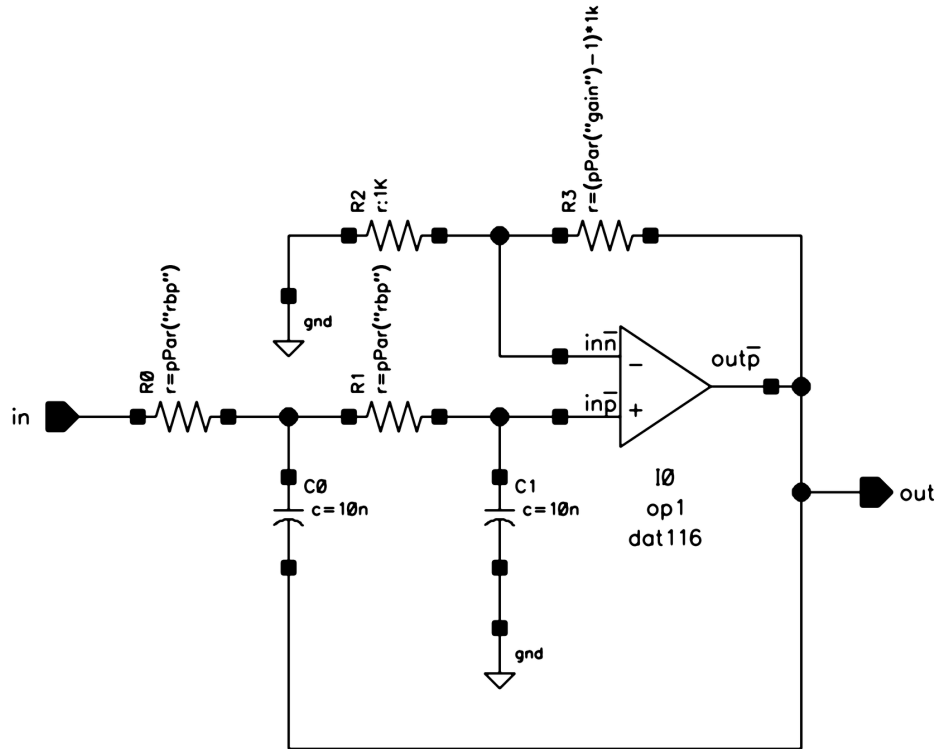 R2
r:1K
R3
r=(pPar("gain")-1)*1k
gnd
R0
r=pPar("rbp")
R1
r=pPar("rbp")
inn
-
outp
in
inp
+
C0
c=10n
C1
c=10n
I0
op1
dat116
out
gnd